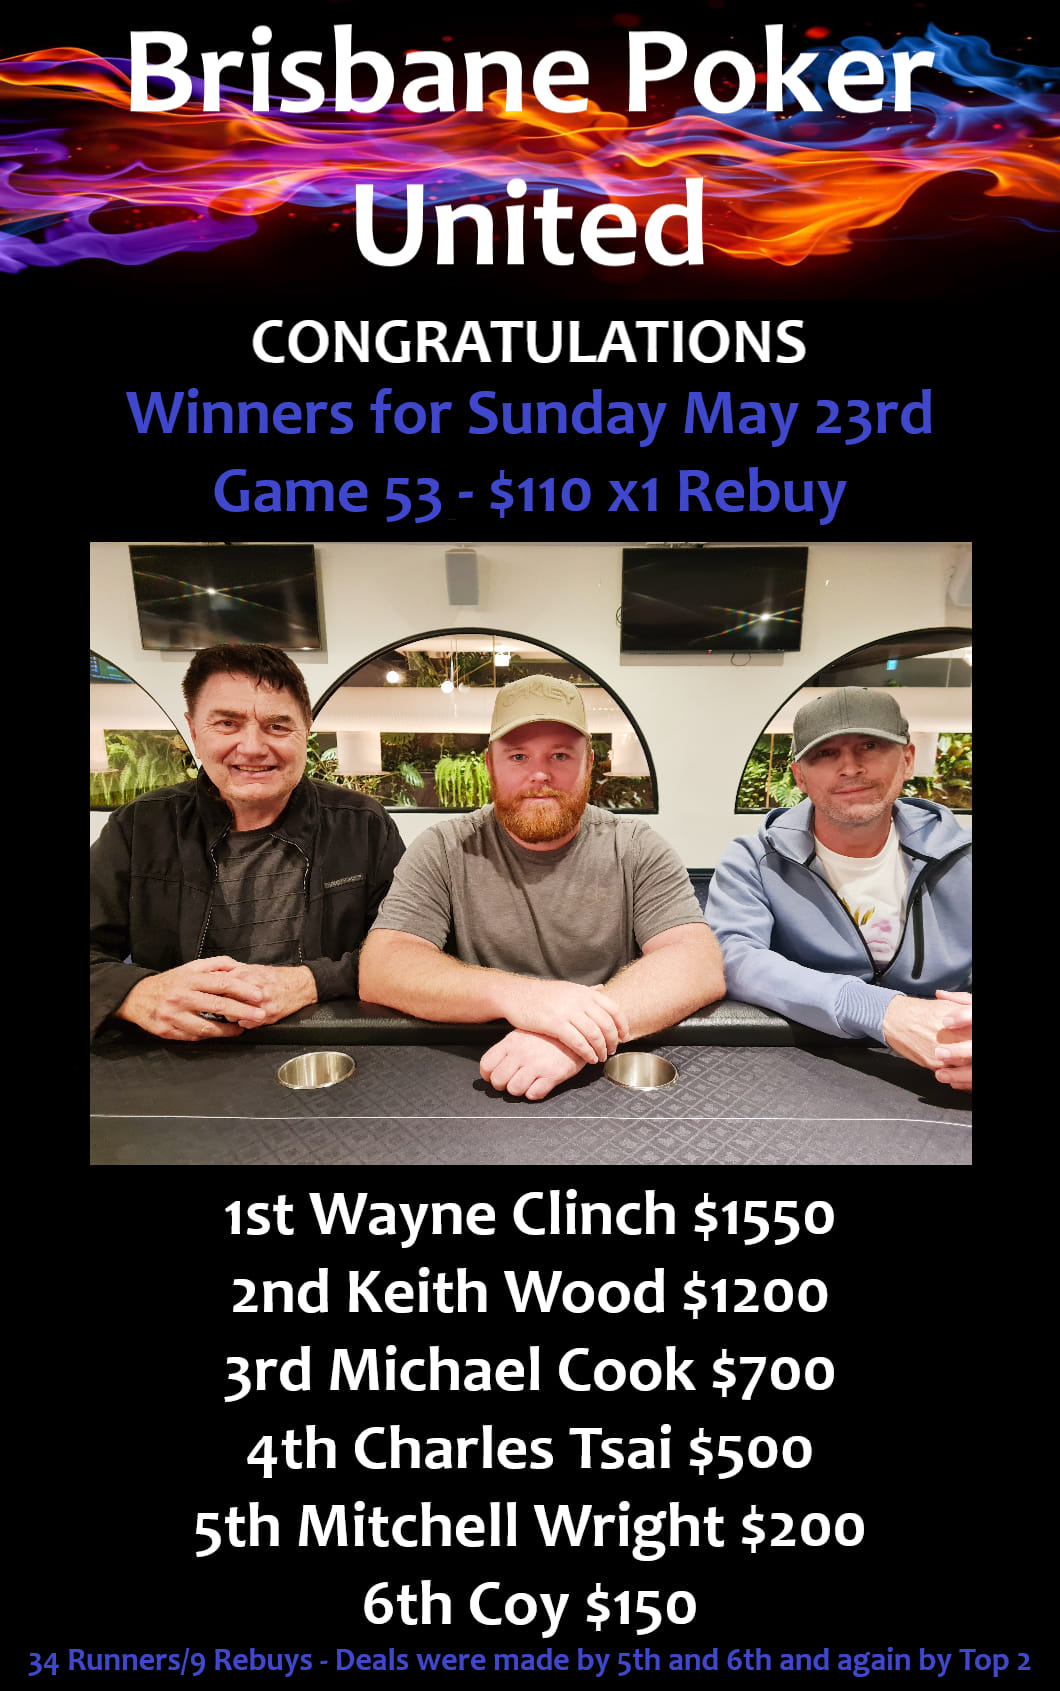 Brisbane Poker
United
CONGRATULATIONS
Winners for Sunday May 23rd
Game 53 - $110 x1 Rebuy
OAKLEY
1st Wayne Clinch $1550
2nd Keith Wood $1200
3rd Michael Cook $700
4th Charles Tsai $500
5th Mitchell Wright $200
6th Coy $150
34 Runners/9 Rebuys - Deals were made by 5th and 6th and again by Top 2